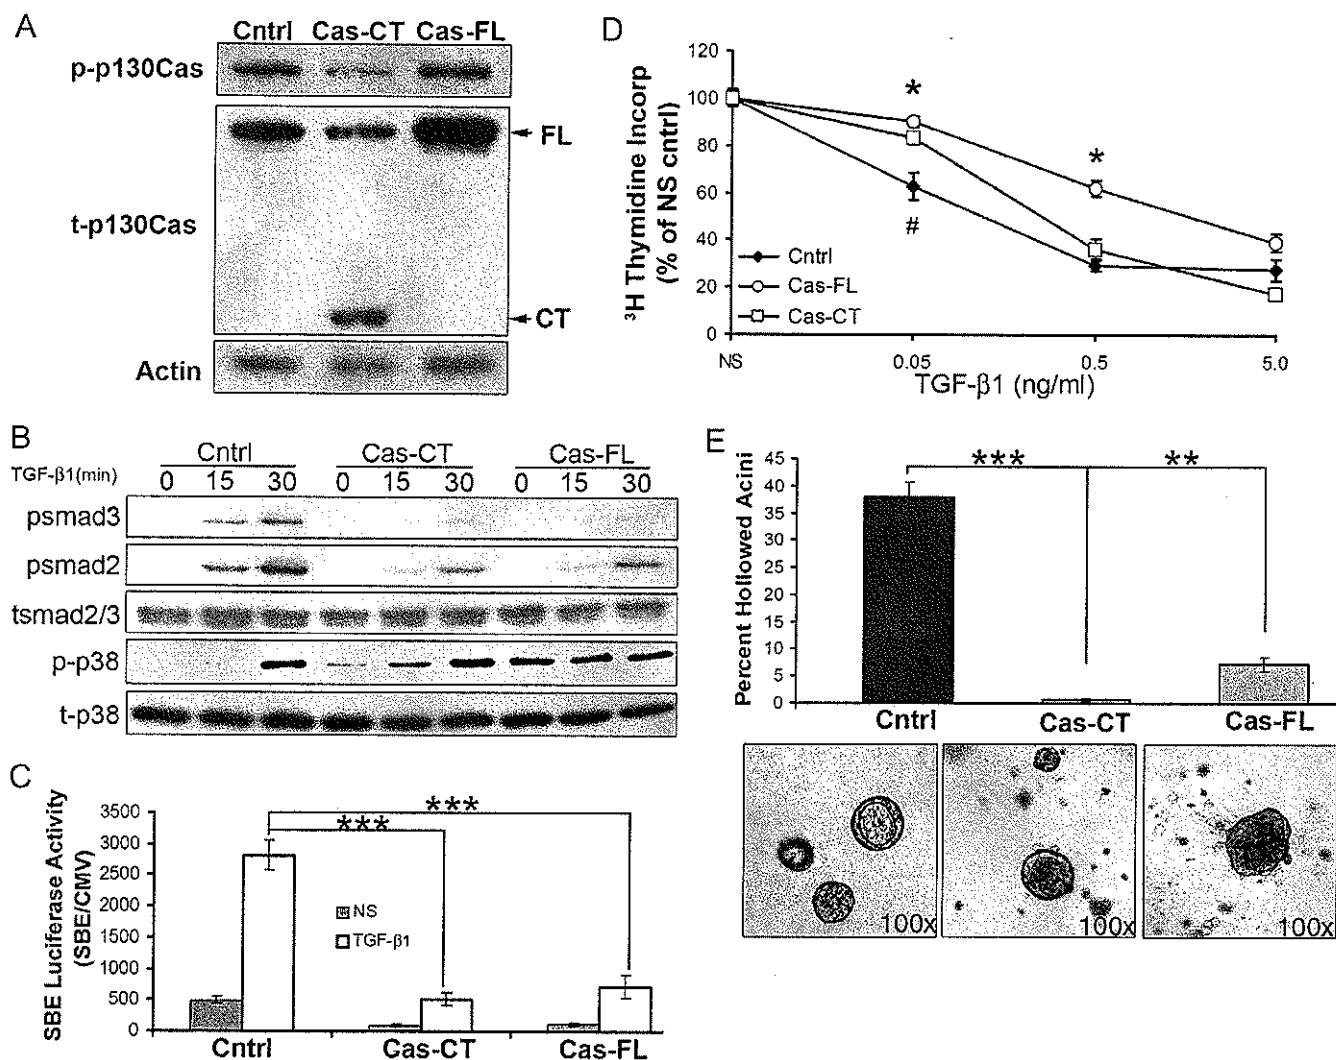 A
Cntrl Cas-CT Cas-FL
p-p130Cas
FL
t-p130Cas
CT
Actin
B
Cntrl Cas-CT Cas-FL
TGF-β1(min) 0 15 30 0 15 30 0 15 30
psmad3
psmad2
tsmad2/3
p-p38
t-p38
C
SBE Luciferase Activity
(SBE/CMV)
3500
3000
2500
2000
1500
1000
500
0
***
***
NS
TGF-β1
Cntrl Cas-CT Cas-FL
D
³H Thymidine Incorp
(% of NS cntrl)
120
100
80
60
40
20
0
*
*
#
Cntrl
Cas-FL
Cas-CT
NS 0.05 0.5 5.0
TGF-β1 (ng/ml)
E
Percent Hollowed Acini
45
40
35
30
25
20
15
10
5
0
*** **
Cntrl Cas-CT Cas-FL
100x 100x 100x